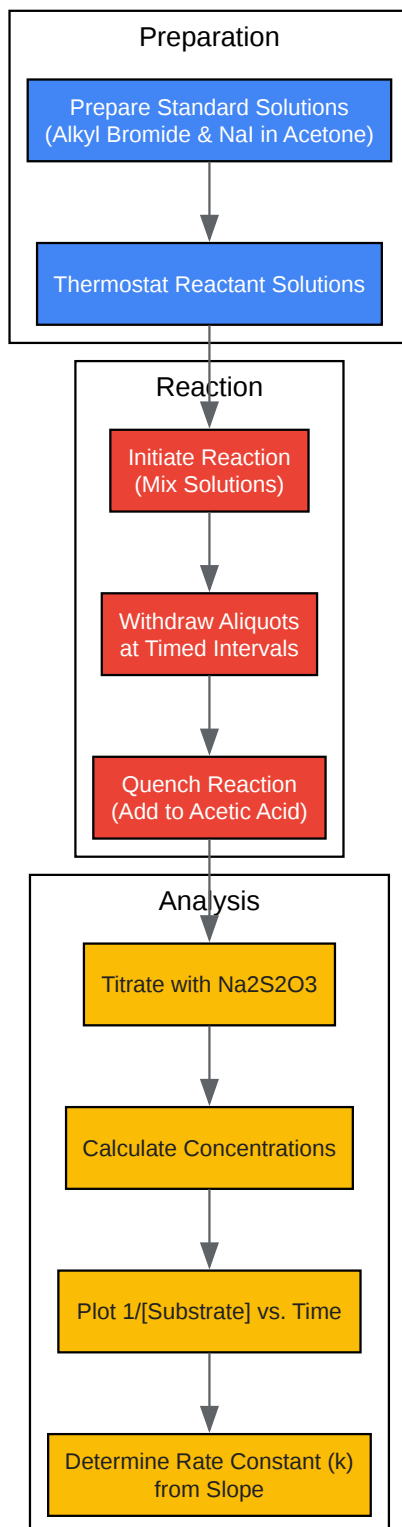 Preparation
Prepare Standard Solutions
(Alkyl Bromide & NaI in Acetone)
Thermostat Reactant Solutions
Reaction
Initiate Reaction
(Mix Solutions)
Withdraw Aliquots
at Timed Intervals
Quench Reaction
(Add to Acetic Acid)
Analysis
Titrate with Na2S2O3
Calculate Concentrations
Plot 1/[Substrate] vs. Time
Determine Rate Constant (k)
from Slope